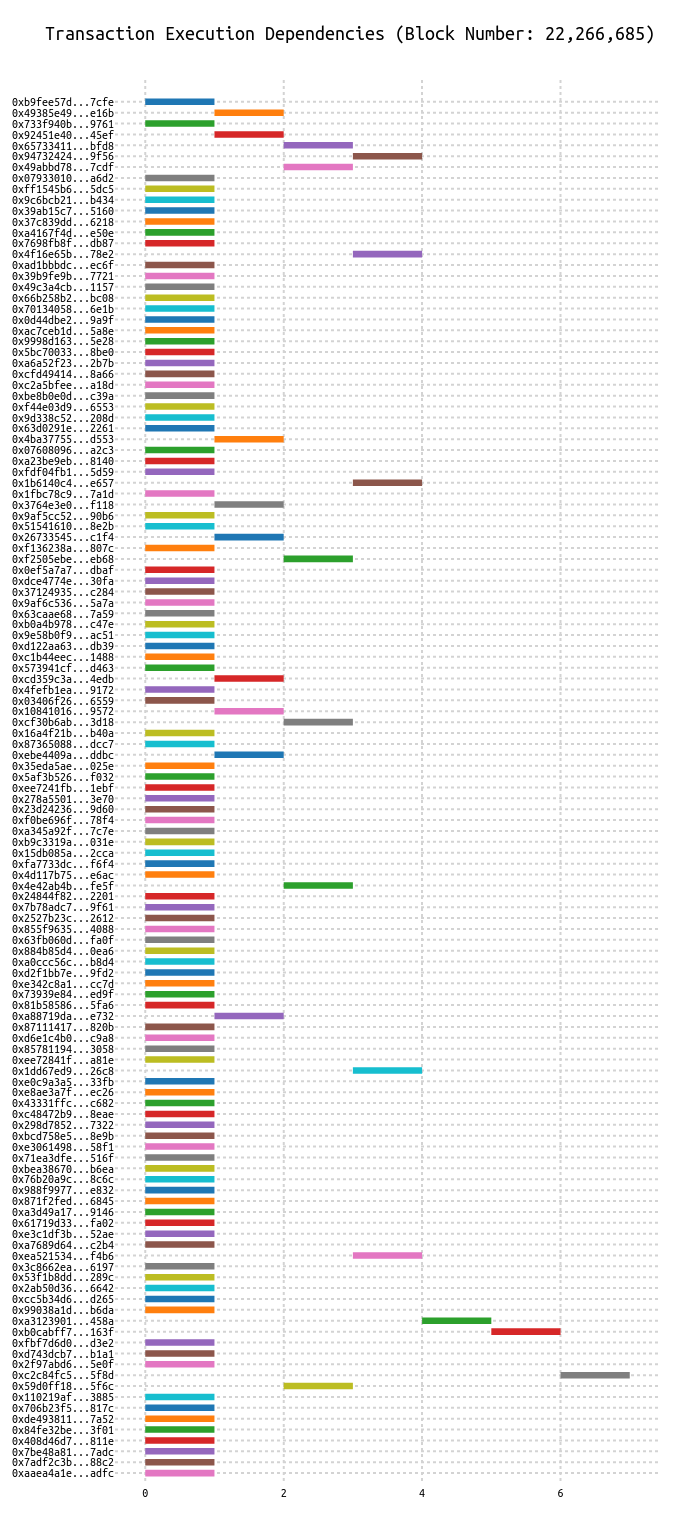 Transaction Execution Dependencies (Block Number: 22,266,685)
0xb9fee57d...7cfe
0x49385e49...e16b
0x733f940b...9761
0x92451e40...45ef
0x65733411...bfd8
0x94732424...9f56
0x49abbd78...7cdf
0x07933010...a6d2
0xff1545b6...5dc5
0x9c6bcb21...b434
0x39ab15c7...5160
0x37c839dd...6218
0xa4167f4d...e50e
0x7698fb8f...db87
0x4f16e65b...78e2
0xad1bbbdc...ec6f
0x39b9fe9b...7721
0x49c3a4cb...1157
0x66b258b2...bc08
0x70134058...6e1b
0x0d44dbe2...9a9f
0xac7ceb1d...5a8e
0x9998d163...5e28
0x5bc70033...8be0
0xa6a52f23...2b7b
0xcfd49414...8a66
0xc2a5bfee...a18d
0xbe8b0e0d...c39a
0xf44e03d9...6553
0x9d338c52...208d
0x63d0291e...2261
0x4ba37755...d553
0x07608096...a2c3
0xa23be9eb...8140
0xfdf04fb1...5d59
0x1b6140c4...e657
0x1fbc78c9...7a1d
0x3764e3e0...f118
0x9af5cc52...90b6
0x51541610...8e2b
0x26733545...c1f4
0xf136238a...807c
0xf2505ebe...eb68
0x0ef5a7a7...dbaf
0xdce4774e...30fa
0x37124935...c284
0x9af6c536...5a7a
0x63caae68...7a59
0xb0a4b978...c47e
0x9e58b0f9...ac51
0xd122aa63...db39
0xc1b44eec...1488
0x573941cf...d463
0xcd359c3a...4edb
0x4fefb1ea...9172
0x03406f26...6559
0x10841016...9572
0xcf30b6ab...3d18
0x16a4f21b...b40a
0x87365088...dcc7
0xebe4409a...ddbc
0x35eda5ae...025e
0x5af3b526...f032
0xee7241fb...1ebf
0x278a5501...3e70
0x23d24236...9d60
0xf0be696f...78f4
0xa345a92f...7c7e
0xb9c3319a...031e
0x15db085a...2cca
0xfa7733dc...f6f4
0x4d117b75...e6ac
0x4e42ab4b...fe5f
0x24844f82...2201
0x7b78adc7...9f61
0x2527b23c...2612
0x855f9635...4088
0x63fb060d...fa0f
0x884b85d4...0ea6
0xa0ccc56c...b8d4
0xd2f1bb7e...9fd2
0xe342c8a1...cc7d
0x73939e84...ed9f
0x81b58586...5fa6
0xa88719da...e732
0x87111417...820b
0xd6e1c4b0...c9a8
0x85781194...3058
0xee72841f...a81e
0x1dd67ed9...26c8
0xe0c9a3a5...33fb
0xe8ae3a7f...ec26
0x43331ffc...c682
0xc48472b9...8eae
0x298d7852...7322
0xbcd758e5...8e9b
0xe3061498...58f1
0x71ea3dfe...516f
0xbea38670...b6ea
0x76b20a9c...8c6c
0x988f9977...e832
0x871f2fed...6845
0xa3d49a17...9146
0x61719d33...fa02
0xe3c1df3b...52ae
0xa7689d64...c2b4
0xea521534...f4b6
0x3c8662ea...6197
0x53f1b8dd...289c
0x2ab50d36...6642
0xcc5b34d6...d265
0x99038a1d...b6da
0xa3123901...458a
0xb0cabff7...163f
0xfbf7d6d0...d3e2
0xd743dcb7...b1a1
0x2f97abd6...5e0f
0xc2c84fc5...5f8d
0x59d0ff18...5f6c
0x110219af...3885
0x706b23f5...817c
0xde493811...7a52
0x84fe32be...3f01
0x408d46d7...811e
0x7be48a81...7adc
0x7adf2c3b...88c2
0xaaea4a1e...adfc
0 2 4 6